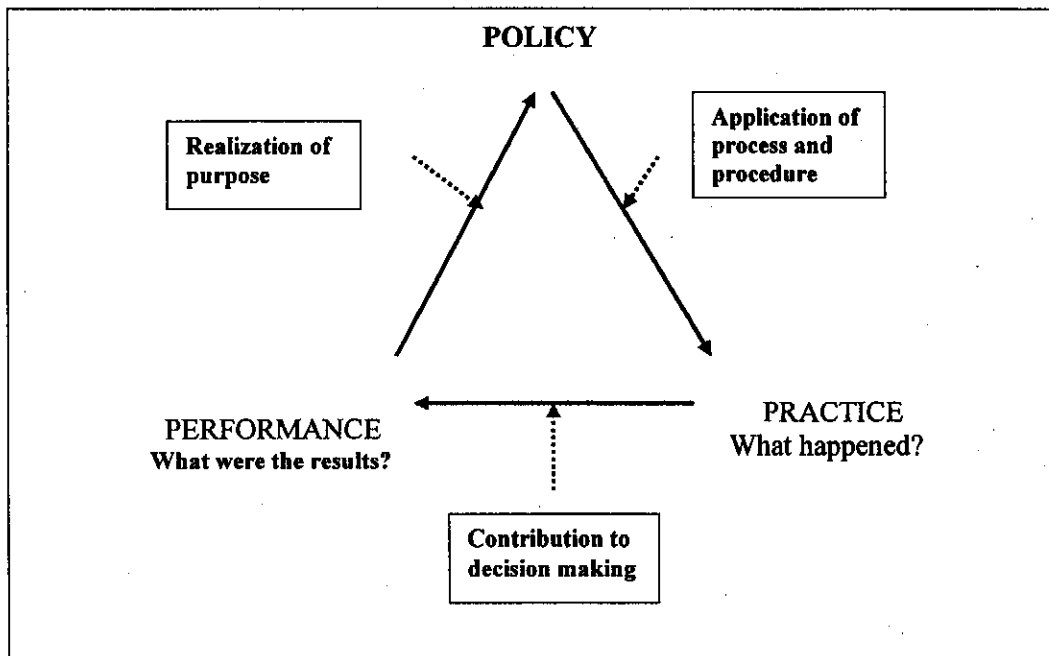 POLICY
Realization of
purpose
Application of
process and
procedure
PERFORMANCE
What were the results?
PRACTICE
What happened?
Contribution to
decision making